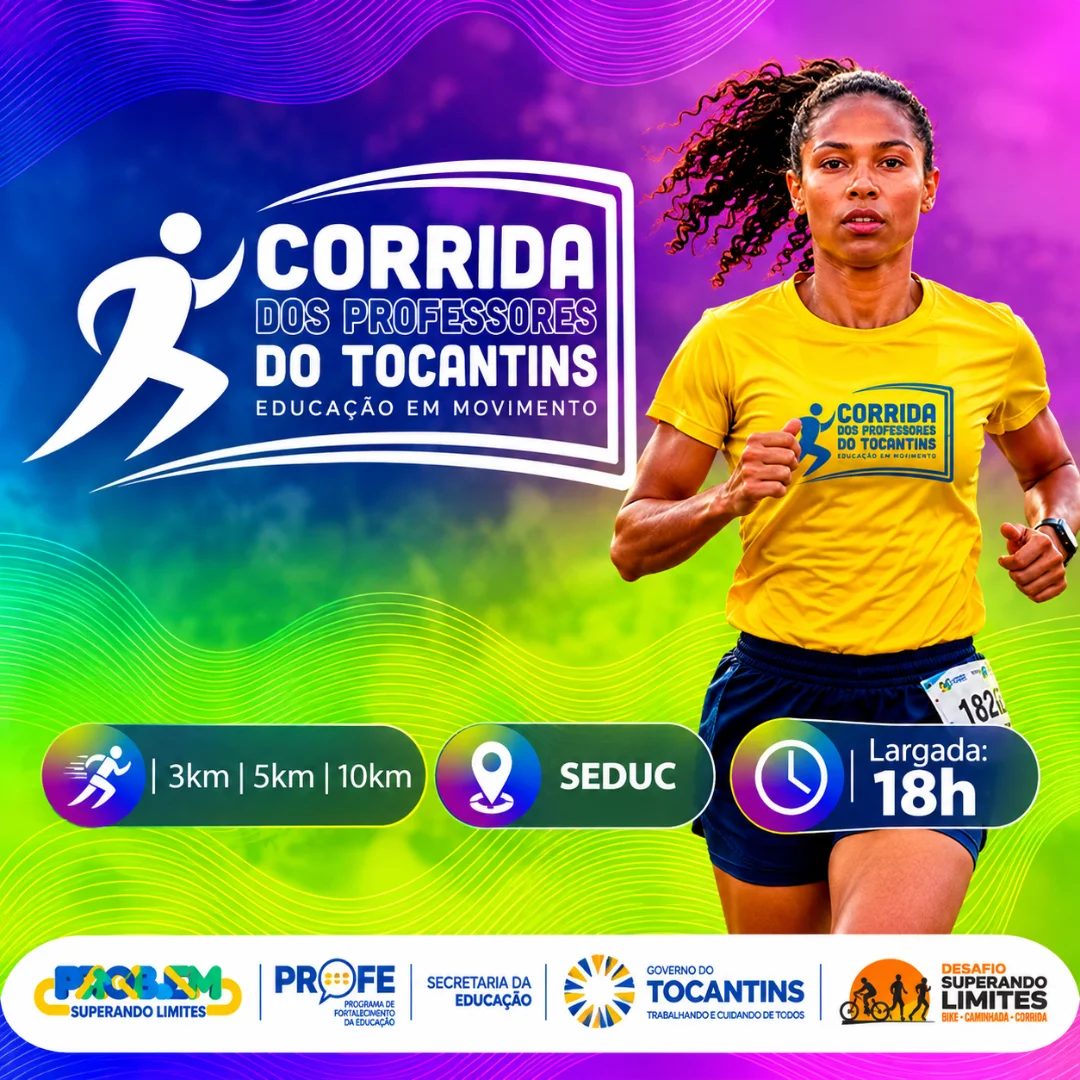 CORRIDA
DOS PROFESSORES
DO TOCANTINS
EDUCAÇÃO EM MOVIMENTO
CORRIDA
DOS PROFESSORES
DO TOCANTINS
EDUCAÇÃO EM MOVIMENTO
182
| 3km | 5km | 10km
SEDUC
Largada:
18h
SUPERANDO LIMITES
PROFE
PROGRAMA DE
FORTALECIMENTO
DA EDUCAÇÃO
SECRETARIA DA
EDUCAÇÃO
GOVERNO DO
TOCANTINS
TRABALHANDO E CUIDANDO DE TODOS
DESAFIO
SUPERANDO
LIMITES
BIKE • CAMINHADA • CORRIDA